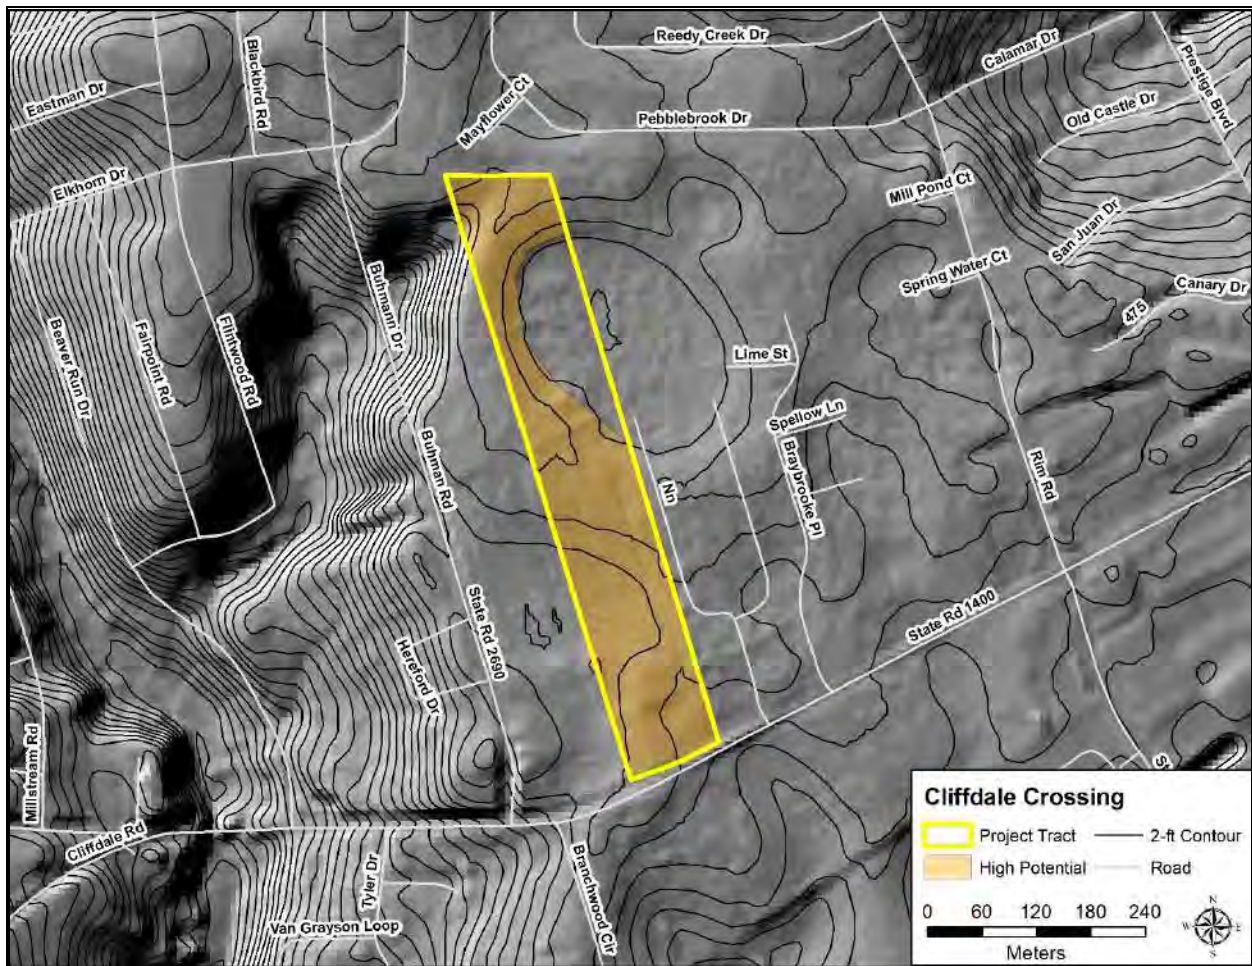 Reedy Creek Dr
Calamar Dr
Prestige Blvd
Blackbird Rd
Eastman Dr
Mayflower Ct
Pebblebrook Dr
Old Castle Dr
Elkhorn Dr
Mill Pond Ct
San Juan Dr
Spring Water Ct
Canary Dr
475
Buhmann Dr
Beaver Run Dr
Fairpoint Rd
Flintwood Rd
Lime St
Spellow Ln
Buhman Rd
Nn
Braybrooke Pl
Rim Rd
State Rd 2690
State Rd 1400
Hereford Dr
Millstream Rd
Cliffdale Rd
Tyler Dr
Branchwood Cir
Van Grayson Loop
St
Cliffdale Crossing
Project Tract
2-ft Contour
High Potential
Road
0 60 120 180 240
Meters
N
W E
S